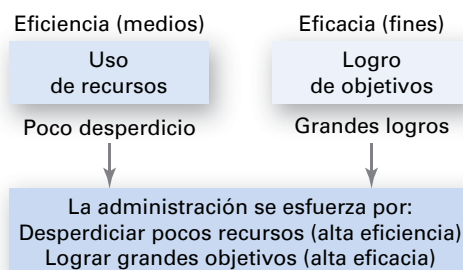 Eficiencia (medios)
Uso
de recursos
Poco desperdicio
Eficacia (fines)
Logro
de objetivos
Grandes logros
La administración se esfuerza por:
Desperdiciar pocos recursos (alta eficiencia)
Lograr grandes objetivos (alta eficacia)